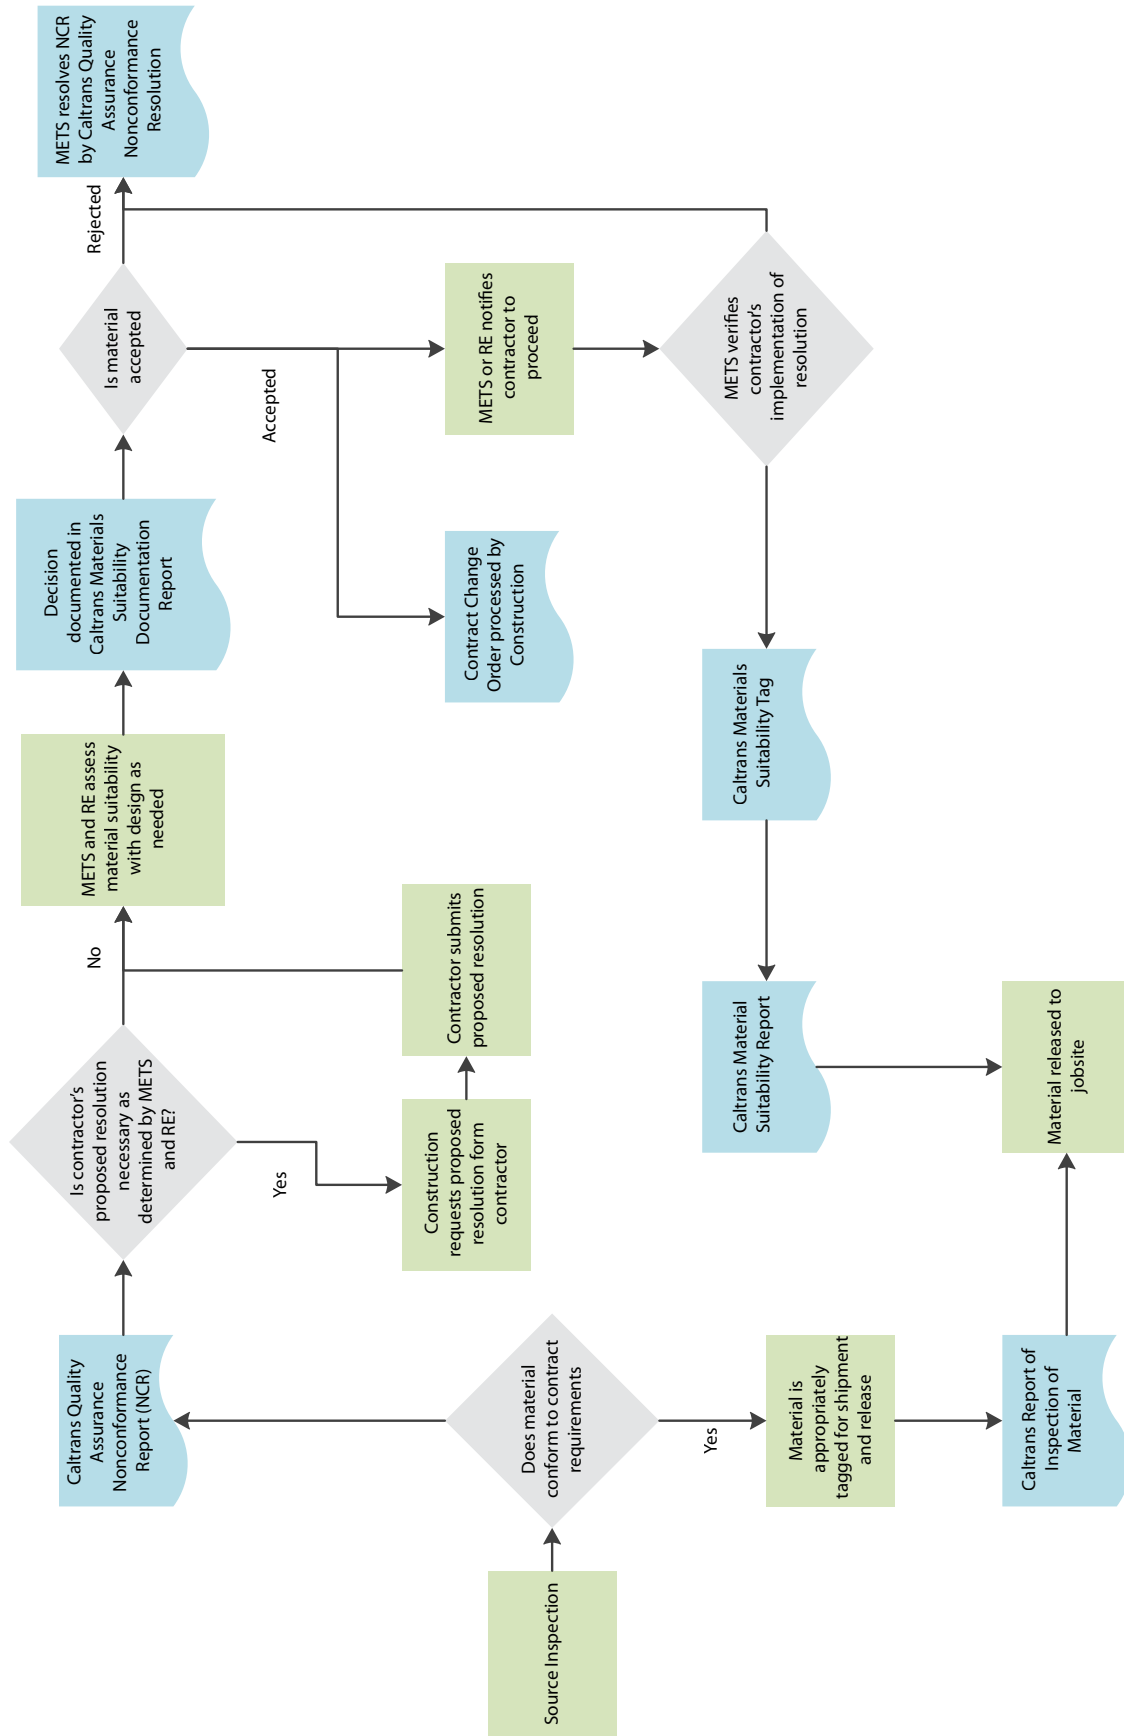 Source Inspection
Does material
conform to contract
requirements
Yes
Material is
appropriately
tagged for shipment
and release
Caltrans Report of
Inspection of
Material
Caltrans Quality
Assurance
Nonconformance
Report (NCR)
Is contractor's
proposed resolution
necessary as
determined by METS
and RE?
Yes
Construction
requests proposed
resolution form
contractor
Contractor submits
proposed resolution
No
METS and RE assess
material suitability
with design as
needed
Decision
documented in
Caltrans Materials
Suitability
Documentation
Report
Is material
accepted
Rejected
METS resolves NCR
by Caltrans Quality
Assurance
Nonconformance
Resolution
Accepted
Contract Change
Order processed by
Construction
METS or RE notifies
contractor to
proceed
METS verifies
contractor's
implementation of
resolution
Caltrans Materials
Suitability Tag
Caltrans Material
Suitability Report
Material released to
jobsite